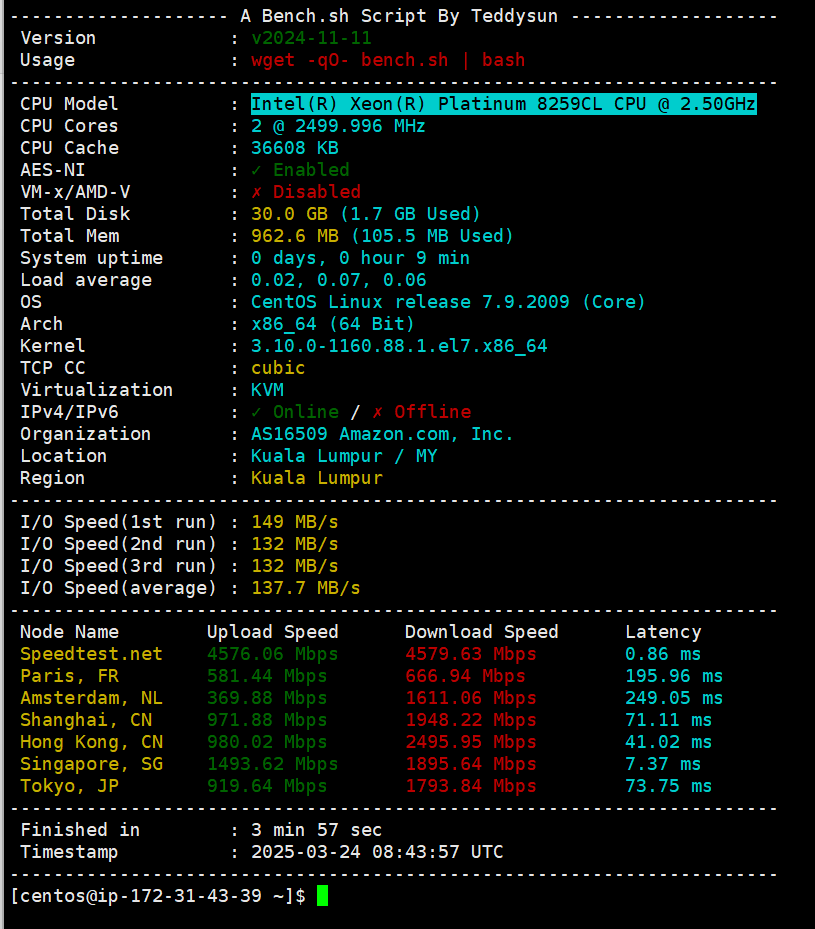 -------------------- A Bench.sh Script By Teddysun -------------------
Version : v2024-11-11
Usage : wget -qO- bench.sh | bash
----------------------------------------------------------------------
CPU Model : Intel(R) Xeon(R) Platinum 8259CL CPU @ 2.50GHz
CPU Cores : 2 @ 2499.996 MHz
CPU Cache : 36608 KB
AES-NI : ✓ Enabled
VM-x/AMD-V : ✗ Disabled
Total Disk : 30.0 GB (1.7 GB Used)
Total Mem : 962.6 MB (105.5 MB Used)
System uptime : 0 days, 0 hour 9 min
Load average : 0.02, 0.07, 0.06
OS : CentOS Linux release 7.9.2009 (Core)
Arch : x86_64 (64 Bit)
Kernel : 3.10.0-1160.88.1.el7.x86_64
TCP CC : cubic
Virtualization : KVM
IPv4/IPv6 : ✓ Online / ✗ Offline
Organization : AS16509 Amazon.com, Inc.
Location : Kuala Lumpur / MY
Region : Kuala Lumpur
----------------------------------------------------------------------
I/O Speed(1st run) : 149 MB/s
I/O Speed(2nd run) : 132 MB/s
I/O Speed(3rd run) : 132 MB/s
I/O Speed(average) : 137.7 MB/s
----------------------------------------------------------------------
Node Name Upload Speed Download Speed Latency
Speedtest.net 4576.06 Mbps 4579.63 Mbps 0.86 ms
Paris, FR 581.44 Mbps 666.94 Mbps 195.96 ms
Amsterdam, NL 369.88 Mbps 1611.06 Mbps 249.05 ms
Shanghai, CN 971.88 Mbps 1948.22 Mbps 71.11 ms
Hong Kong, CN 980.02 Mbps 2495.95 Mbps 41.02 ms
Singapore, SG 1493.62 Mbps 1895.64 Mbps 7.37 ms
Tokyo, JP 919.64 Mbps 1793.84 Mbps 73.75 ms
----------------------------------------------------------------------
Finished in : 3 min 57 sec
Timestamp : 2025-03-24 08:43:57 UTC
----------------------------------------------------------------------
[centos@ip-172-31-43-39 ~]$